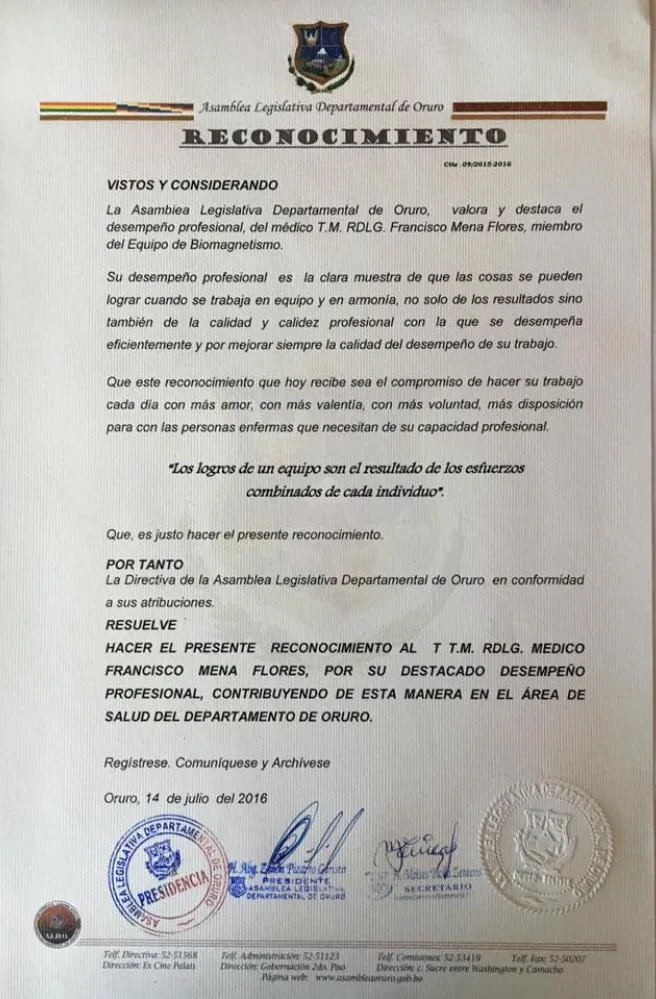 Asamblea Legislativa Departamental de Oruro
RECONOCIMIENTO
Cite .09/2015-2016
VISTOS Y CONSIDERANDO
La Asamblea Legislativa Departamental de Oruro, valora y destaca el
desempeño profesional, del médico T.M. RDLG. Francisco Mena Flores, miembro
del Equipo de Biomagnetismo.
Su desempeño profesional es la clara muestra de que las cosas se pueden
lograr cuando se trabaja en equipo y en armonía, no solo de los resultados sino
también de la calidad y calidez profesional con la que se desempeña
eficientemente y por mejorar siempre la calidad del desempeño de su trabajo.
Que este reconocimiento que hoy recibe sea el compromiso de hacer su trabajo
cada día con más amor, con más valentía, con más voluntad, más disposición
para con las personas enfermas que necesitan de su capacidad profesional.
"Los logros de un equipo son el resultado de los esfuerzos
combinados de cada individuo".
Que, es justo hacer el presente reconocimiento.
POR TANTO
La Directiva de la Asamblea Legislativa Departamental de Oruro en conformidad
a sus atribuciones.
RESUELVE
HACER EL PRESENTE RECONOCIMIENTO AL T T.M. RDLG. MEDICO
FRANCISCO MENA FLORES, POR SU DESTACADO DESEMPEÑO
PROFESIONAL, CONTRIBUYENDO DE ESTA MANERA EN EL ÁREA DE
SALUD DEL DEPARTAMENTO DE ORURO.
Regístrese. Comuníquese y Archívese
Oruro, 14 de julio del 2016
ASAMBLEA LEGISLATIVA DEPARTAMENTAL DE ORURO
PRESIDENCIA
H. Abg. Pizarro
PRESIDENTE
ASAMBLEA LEGISLATIVA
DEPARTAMENTAL DE ORURO
SECRETARIO
A.L.D.O.
Telf. Directiva: 52-51568 Telf. Administración: 52-51123 Telf. Comisiones: 52-53419 Telf. Fax: 52-50207
Dirección: Ex Cine Palais Dirección: Gobernación 2do. Piso Dirección: c. Sucre entre Washington y Camacho
Página web: www.asambleaoruro.gob.bo